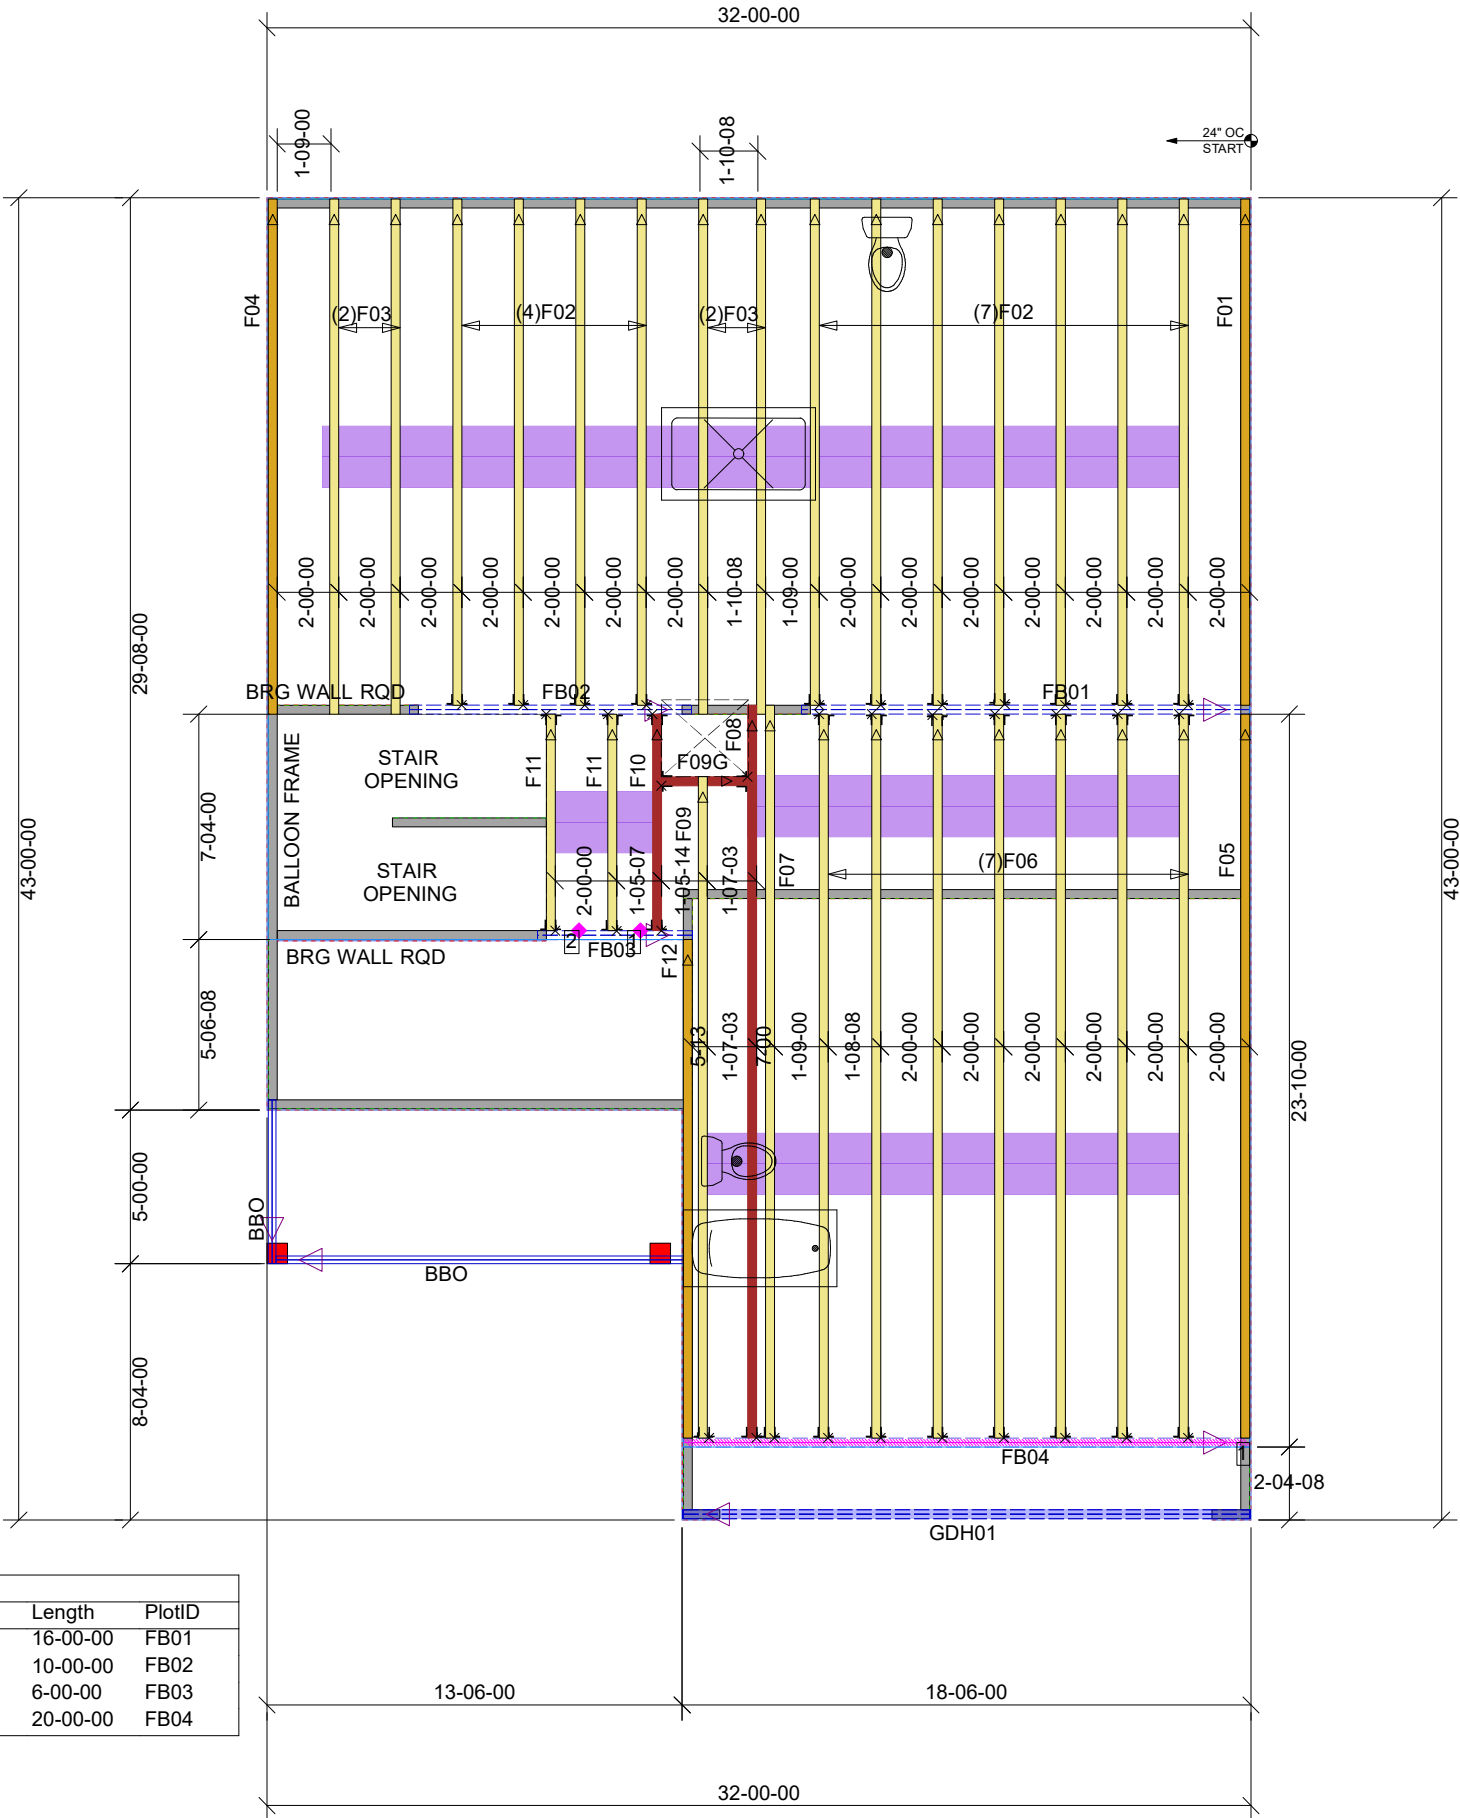 32-00-00
1-09-00
1-10-08
24" OC
START
F04
(2)F03
(4)F02
(2)F03
(7)F02
F01
2-00-00
2-00-00
2-00-00
2-00-00
2-00-00
2-00-00
2-00-00
1-10-08
1-09-00
2-00-00
2-00-00
2-00-00
2-00-00
2-00-00
2-00-00
2-00-00
29-08-00
43-00-00
43-00-00
BRG WALL RQD
FB02
FB01
BALLOON FRAME
STAIR
OPENING
F11
F11
F10
F08
F09G
7-04-00
F09
F07
(7)F06
F05
STAIR
OPENING
2-00-00
1-05-07
1-05-14
1-07-03
2
FB03
1
F12
BRG WALL RQD
5-06-08
5-13
1-07-03
7-00
1-09-00
1-08-08
2-00-00
2-00-00
2-00-00
2-00-00
2-00-00
2-00-00
23-10-00
5-00-00
BBO
BBO
8-04-00
FB04
1
2-04-08
GDH01
Length PlotID
16-00-00 FB01
10-00-00 FB02
6-00-00 FB03
20-00-00 FB04
13-06-00
18-06-00
32-00-00